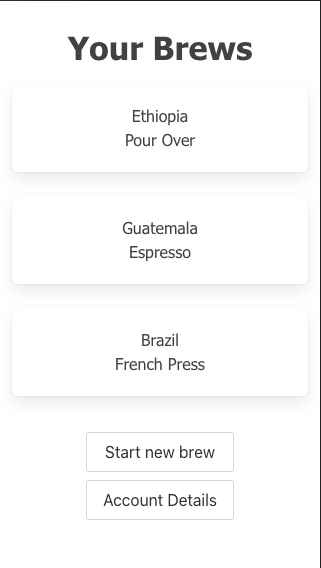 Your Brews
Ethiopia
Pour Over
Guatemala
Espresso
Brazil
French Press
Start new brew
Account Details